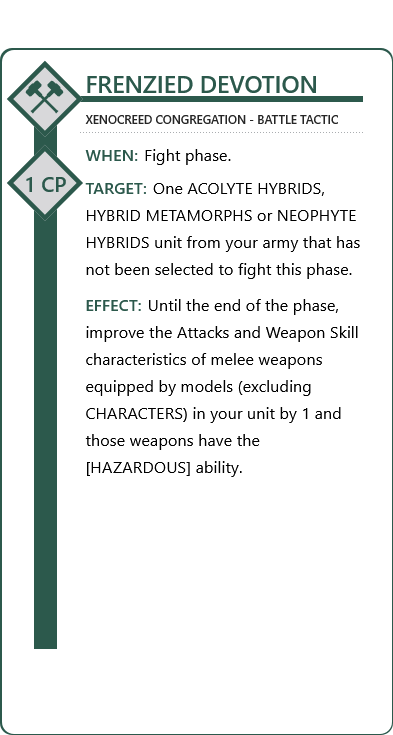 FRENZIED DEVOTION
XENOCREED CONGREGATION - BATTLE TACTIC
1 CP
WHEN: Fight phase.
TARGET: One ACOLYTE HYBRIDS,
HYBRID METAMORPHS or NEOPHYTE
HYBRIDS unit from your army that has
not been selected to fight this phase.
EFFECT: Until the end of the phase,
improve the Attacks and Weapon Skill
characteristics of melee weapons
equipped by models (excluding
CHARACTERS) in your unit by 1 and
those weapons have the
[HAZARDOUS] ability.